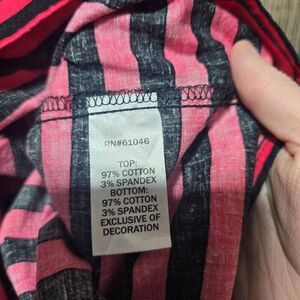 RN#61046
TOP:
97% COTTON
3% SPANDEX
BOTTOM:
97% COTTON
3% SPANDEX
EXCLUSIVE OF
DECORATION